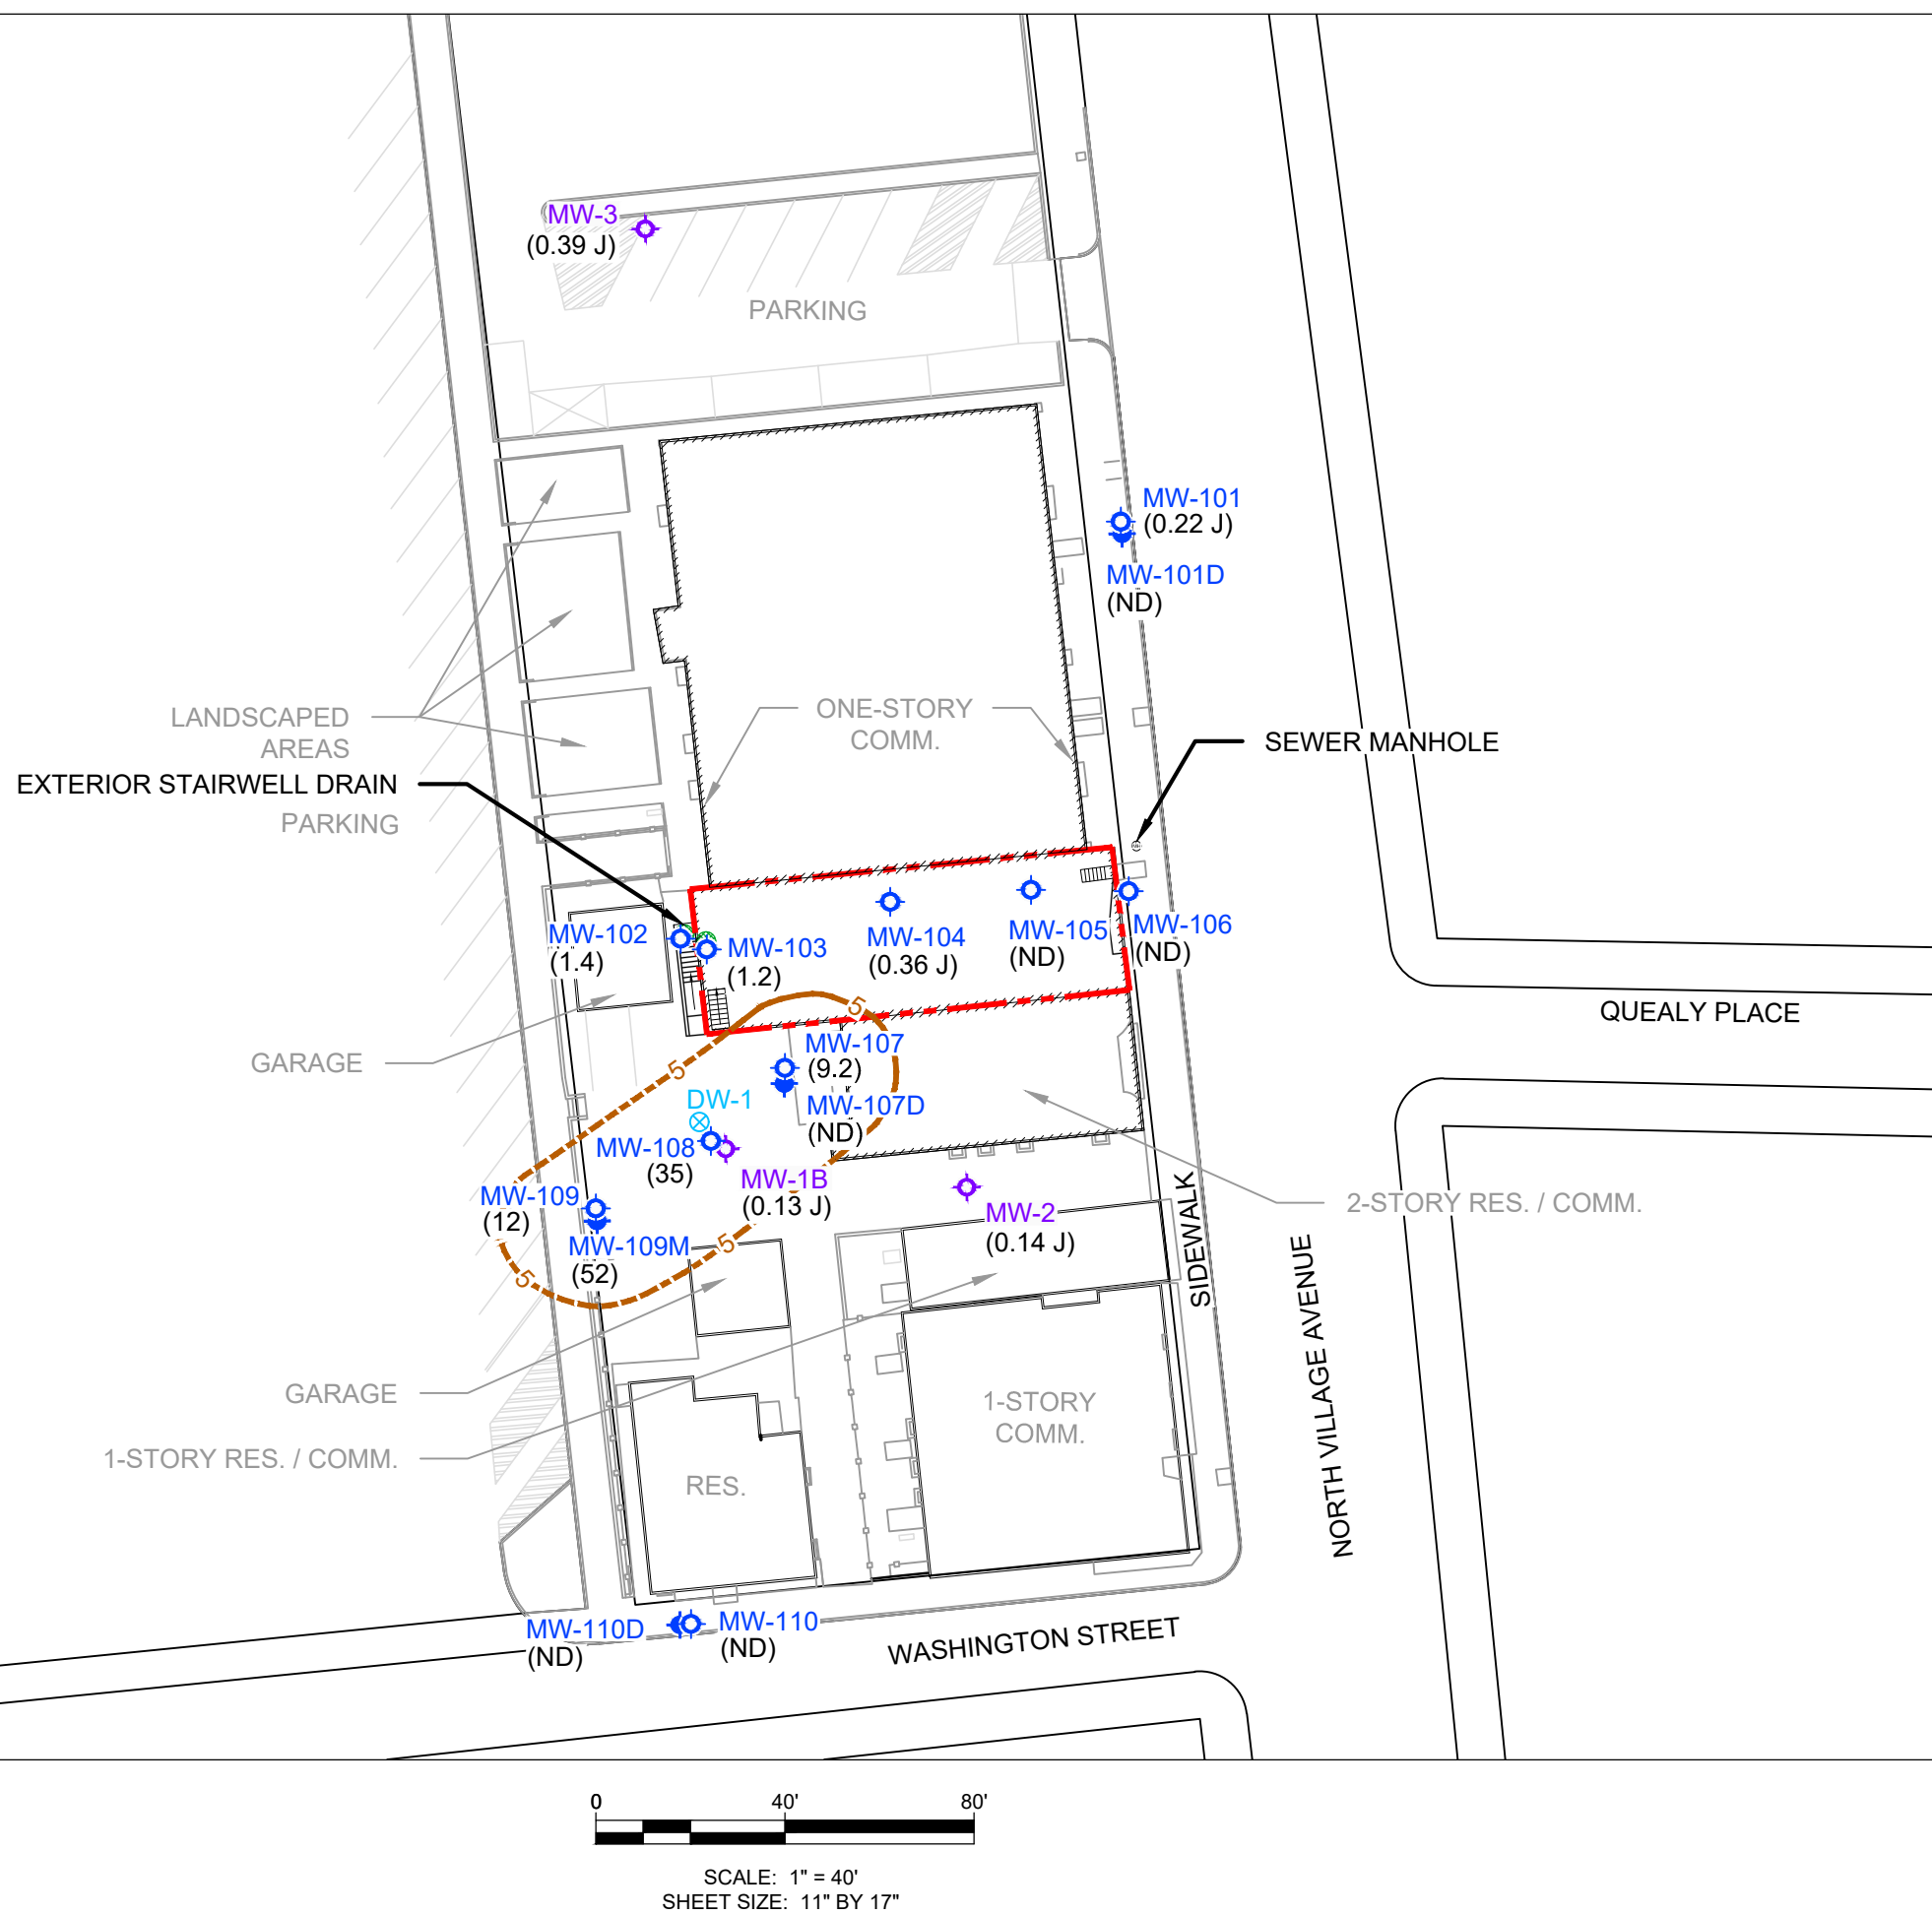 MW-3
(0.39 J)
PARKING
MW-101
(0.22 J)
MW-101D
(ND)
LANDSCAPED
AREAS
ONE-STORY
COMM.
SEWER MANHOLE
EXTERIOR STAIRWELL DRAIN
PARKING
MW-102
(1.4)
MW-103
(1.2)
MW-104
(0.36 J)
MW-105
(ND)
MW-106
(ND)
QUEALY PLACE
5
GARAGE
5
MW-107
(9.2)
DW-1
MW-107D
(ND)
MW-108
(35)
MW-1B
(0.13 J)
MW-109
(12)
MW-2
(0.14 J)
2-STORY RES. / COMM.
SIDEWALK
MW-109M
(52)
5
5
NORTH VILLAGE AVENUE
GARAGE
1-STORY
COMM.
1-STORY RES. / COMM.
RES.
MW-110D
(ND)
MW-110
(ND)
WASHINGTON STREET
0 40' 80'
SCALE: 1" = 40'
SHEET SIZE: 11" BY 17"